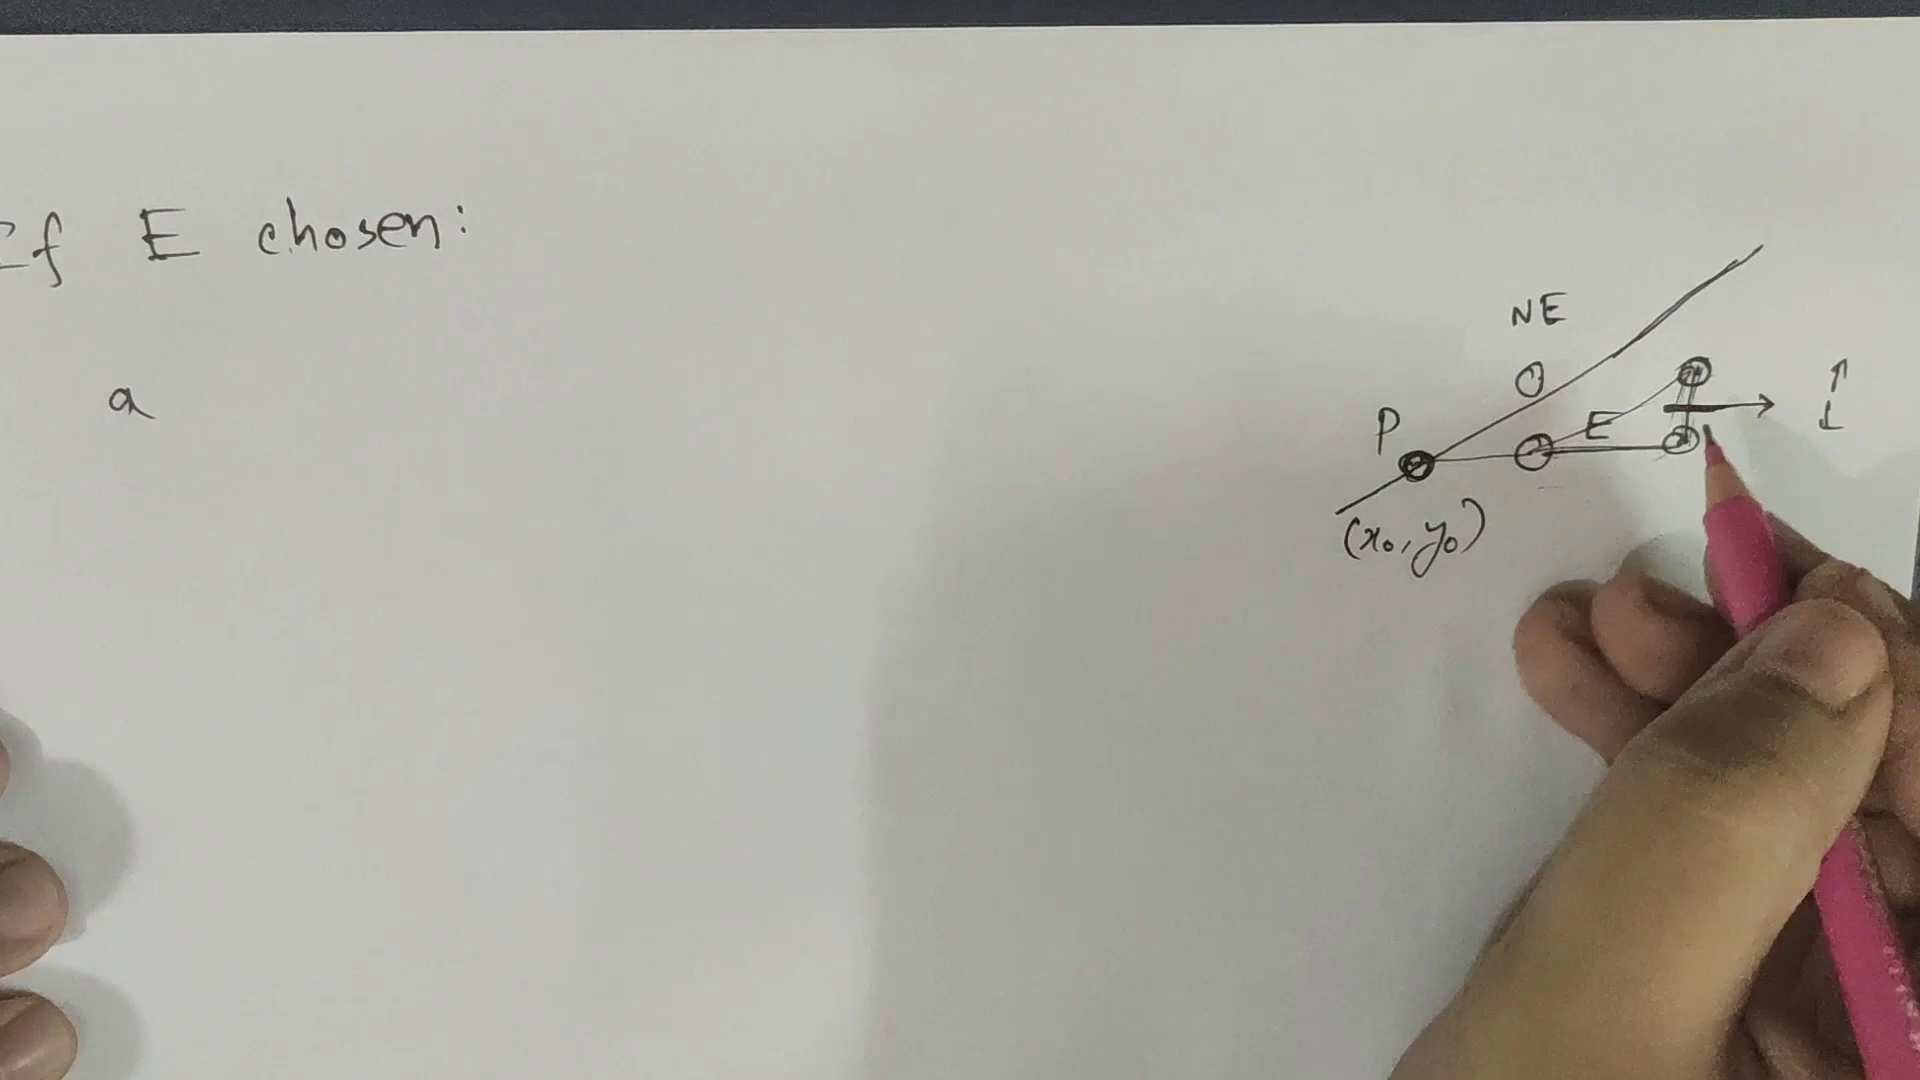 If E chosen:
a
NE
P
E
(x₀, y₀)